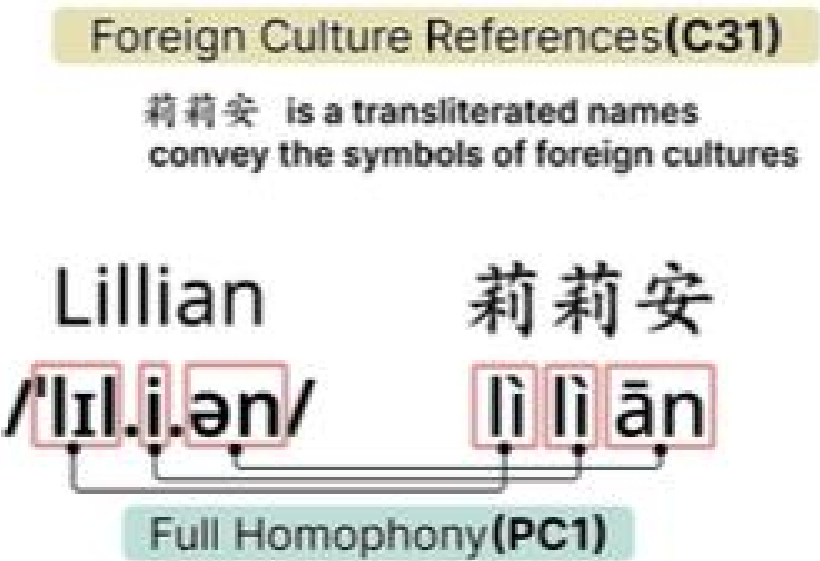 Foreign Culture References(C31)
莉莉安 is a transliterated names
convey the symbols of foreign cultures
Lillian 莉莉安
/ˈlɪl.i.ən/ lì lì ān
Full Homophony(PC1)